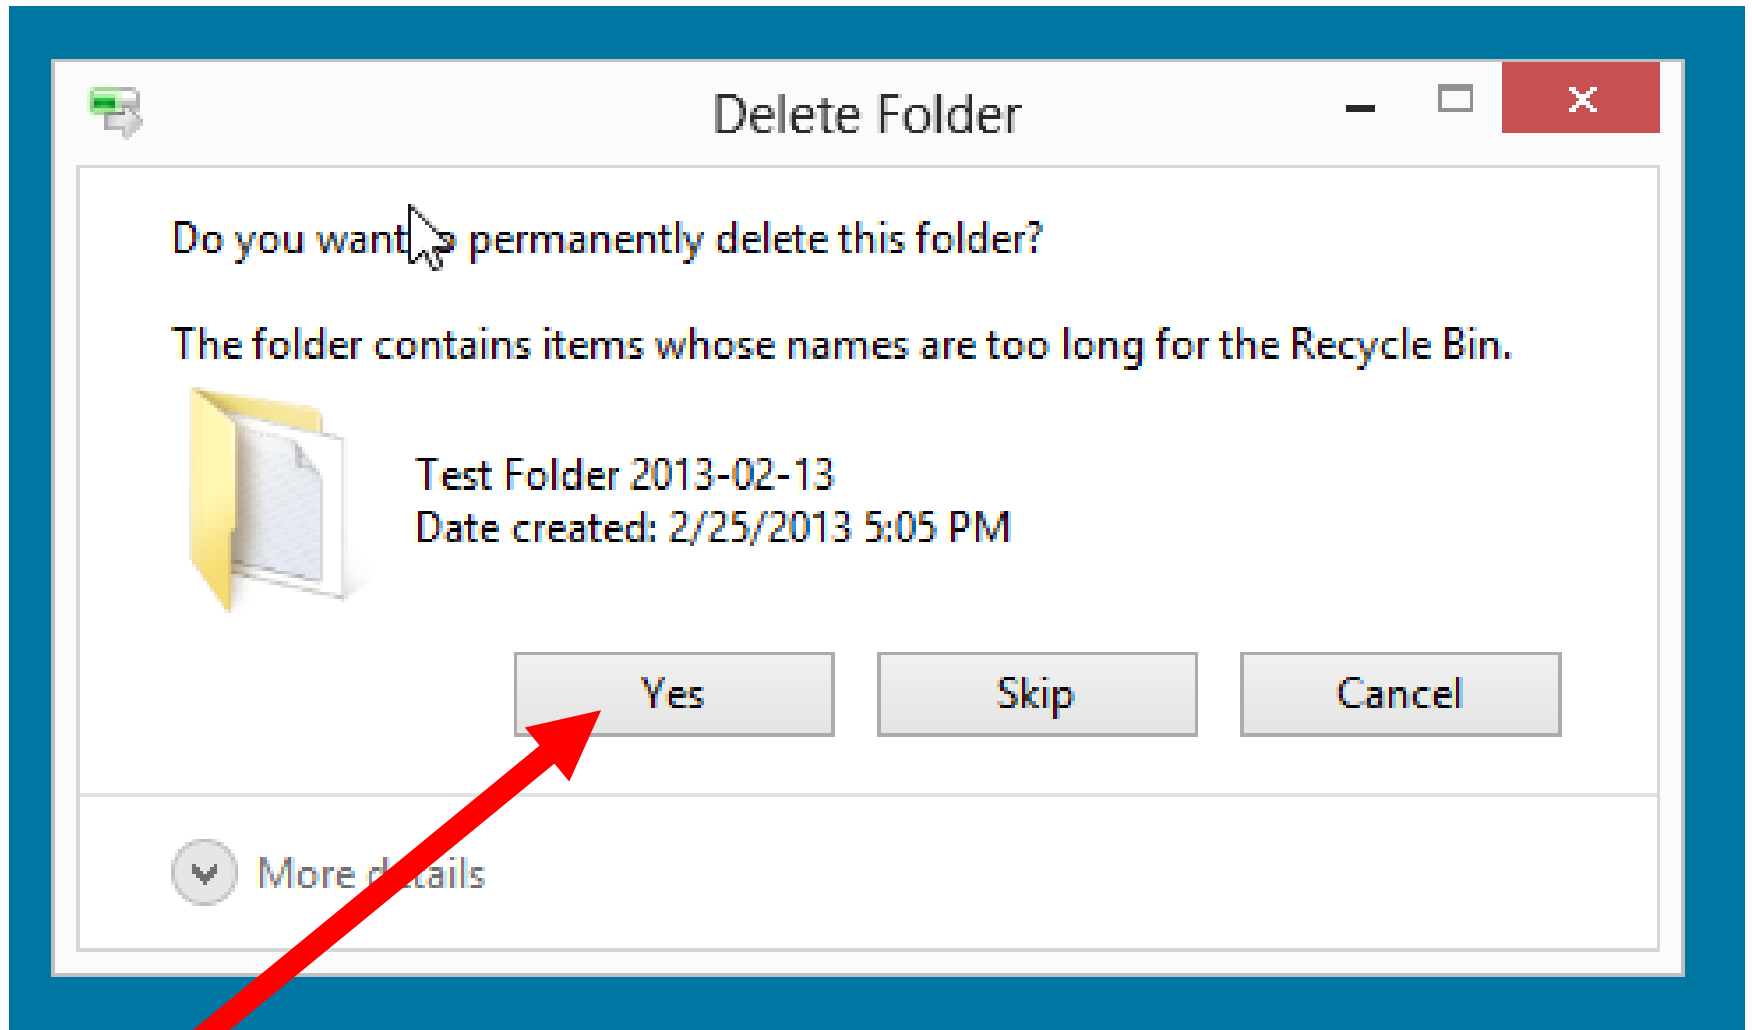 Delete Folder
Do you want to permanently delete this folder?
The folder contains items whose names are too long for the Recycle Bin.
Test Folder 2013-02-13
Date created: 2/25/2013 5:05 PM
Yes Skip Cancel
More details